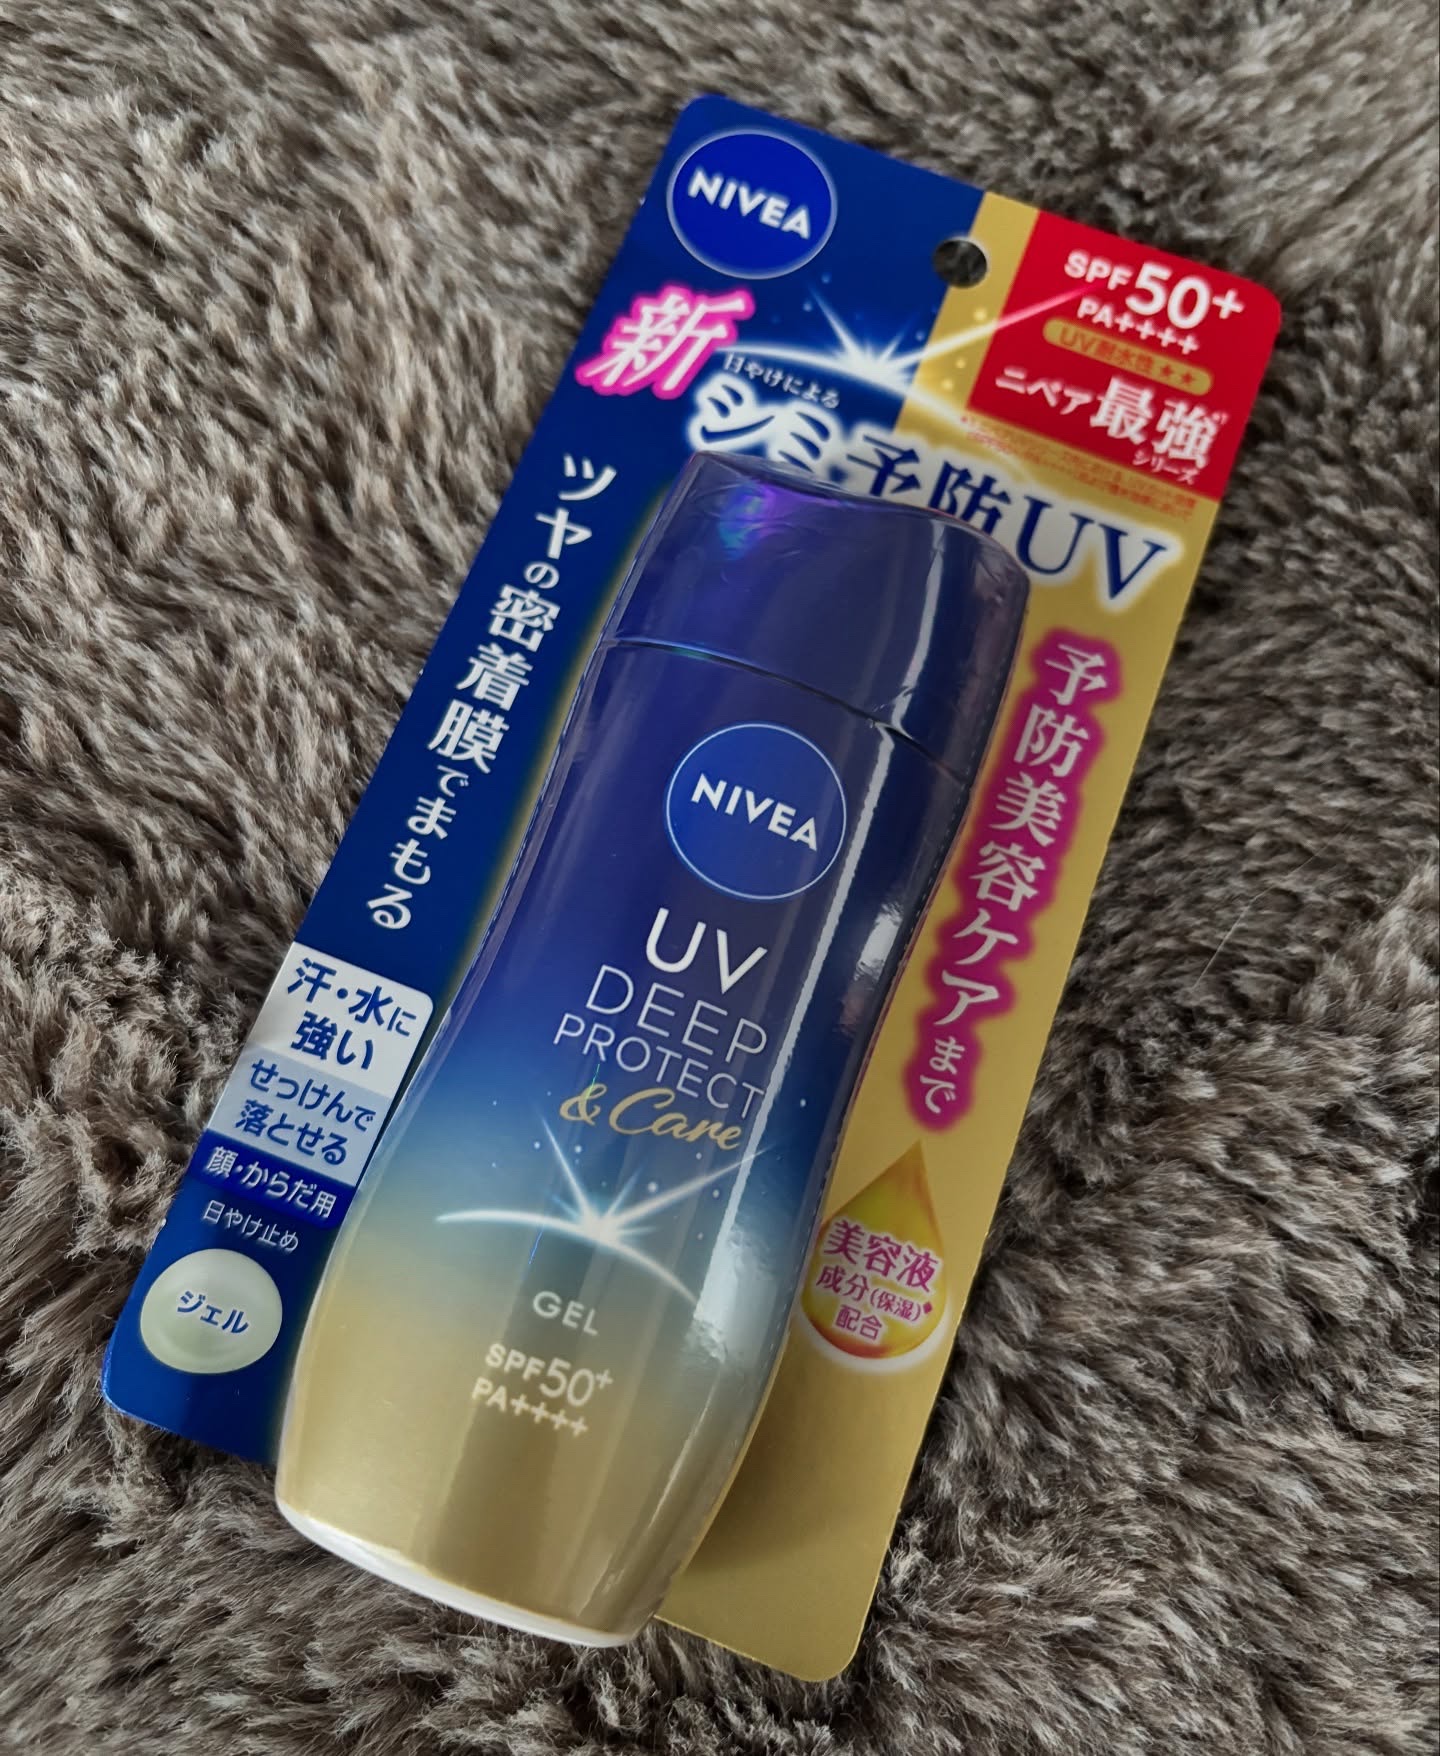 NIVEA
SPF50+
PA++++
UV耐水性★★
ニベア最強
シリーズ
新
日やけによる
シミ予防UV
ツヤの密着膜でまもる
予防美容ケアまで
汗・水に
強い
せっけんで
落とせる
顔・からだ用
日やけ止め
ジェル
美容液
成分(保湿)◆
配合
NIVEA
UV
DEEP
PROTECT
& Care
GEL
SPF50+
PA++++